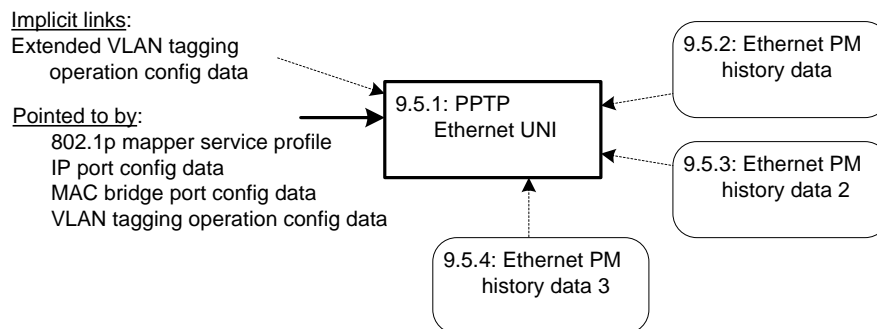 Implicit links:
Extended VLAN tagging
operation config data
Pointed to by:
802.1p mapper service profile
IP port config data
MAC bridge port config data
VLAN tagging operation config data
9.5.1: PPTP
Ethernet UNI
9.5.2: Ethernet PM
history data
9.5.3: Ethernet PM
history data 2
9.5.4: Ethernet PM
history data 3